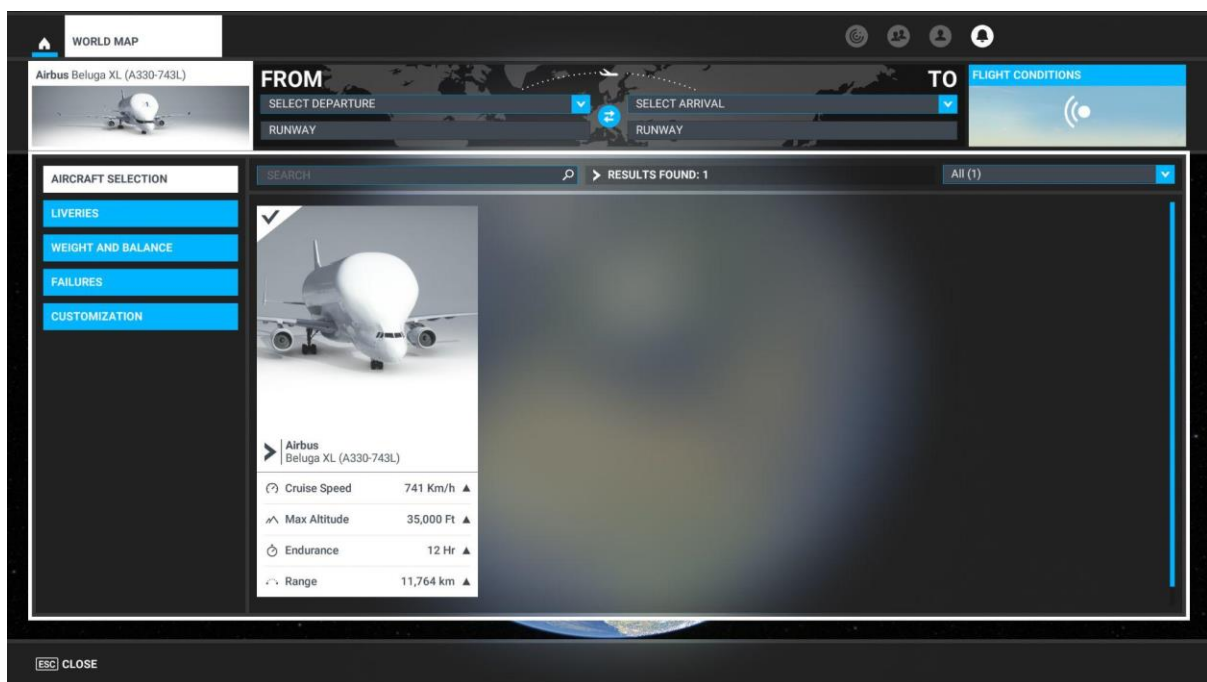 WORLD MAP
Airbus Beluga XL (A330-743L)
FROM
TO
SELECT DEPARTURE
SELECT ARRIVAL
RUNWAY
RUNWAY
FLIGHT CONDITIONS
AIRCRAFT SELECTION
LIVERIES
WEIGHT AND BALANCE
FAILURES
CUSTOMIZATION
SEARCH
RESULTS FOUND: 1
All (1)
Airbus
Beluga XL (A330-743L)
Cruise Speed 741 Km/h
Max Altitude 35,000 Ft
Endurance 12 Hr
Range 11,764 km
ESC CLOSE